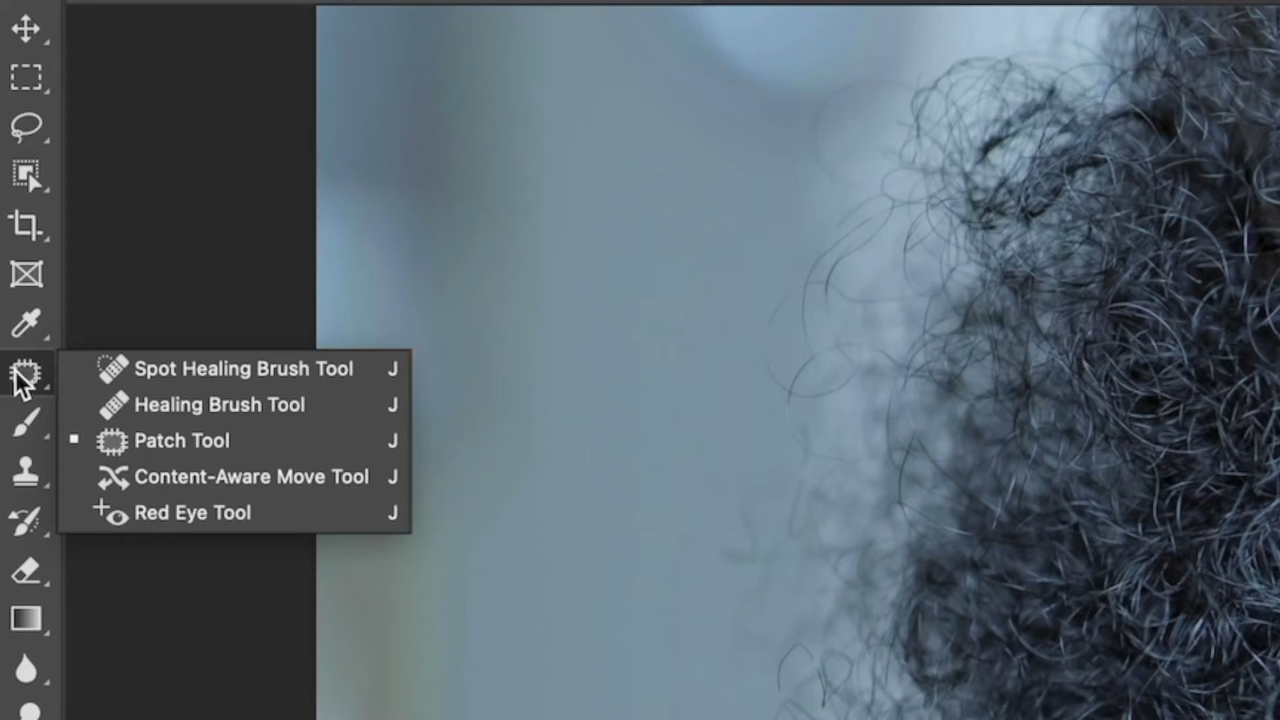 Spot Healing Brush Tool J
Healing Brush Tool J
Patch Tool J
Content-Aware Move Tool J
Red Eye Tool J